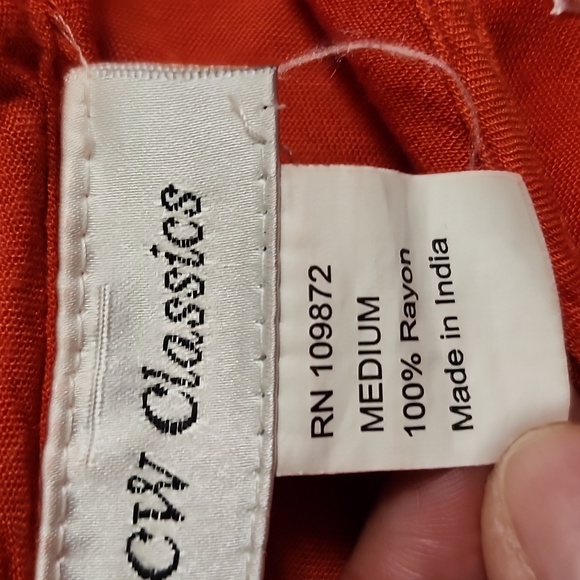 CW Classics
RN 109872
MEDIUM
100% Rayon
Made in India